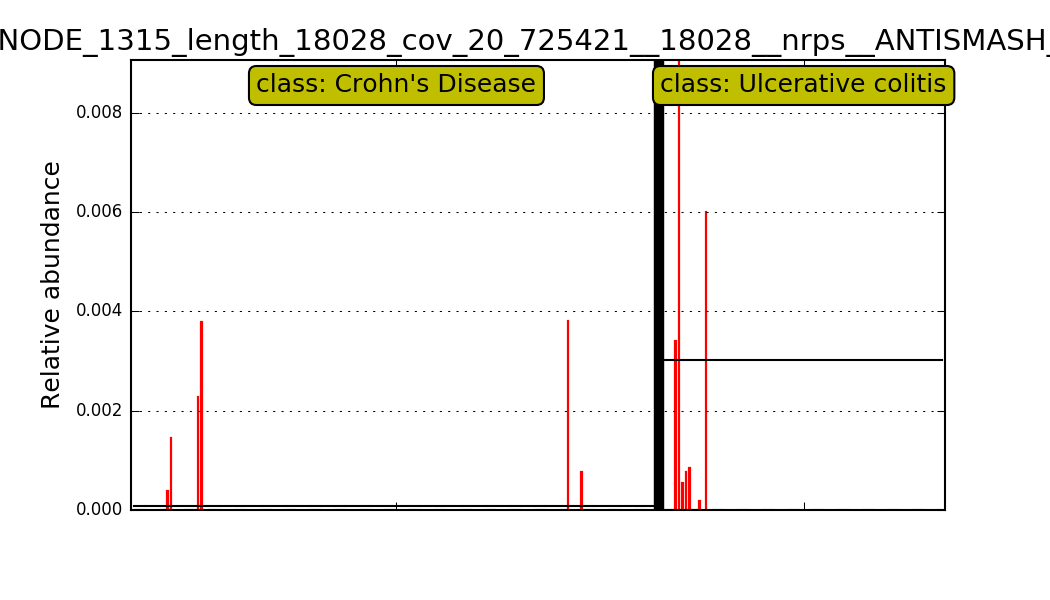 NODE_1315_length_18028_cov_20_725421__18028__nrps__ANTISMASH_
class: Crohn's Disease
class: Ulcerative colitis
Relative abundance
0.008
0.006
0.004
0.002
0.000